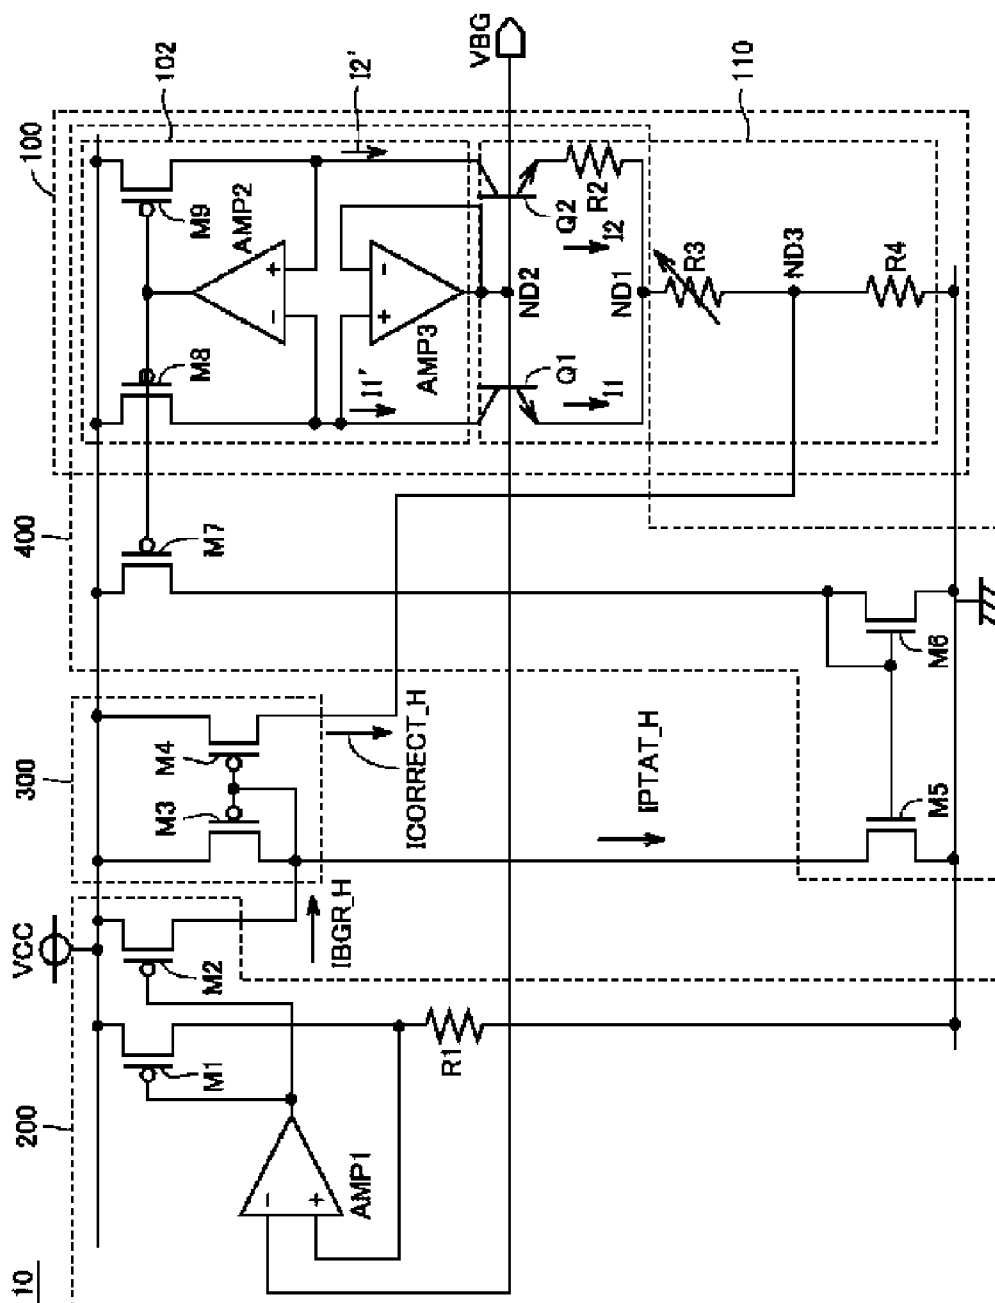 10
200
VCC
300
400
100
102
M1
M2
M3
M4
M7
M8
M9
AMP1
AMP2
AMP3
-
+
-
+
+
-
R1
IBGR_H
ICORRECT_H
IPTAT_H
I1'
I2'
VBG
ND2
Q1
Q2
I1
I2
R2
ND1
R3
ND3
R4
110
M5
M6